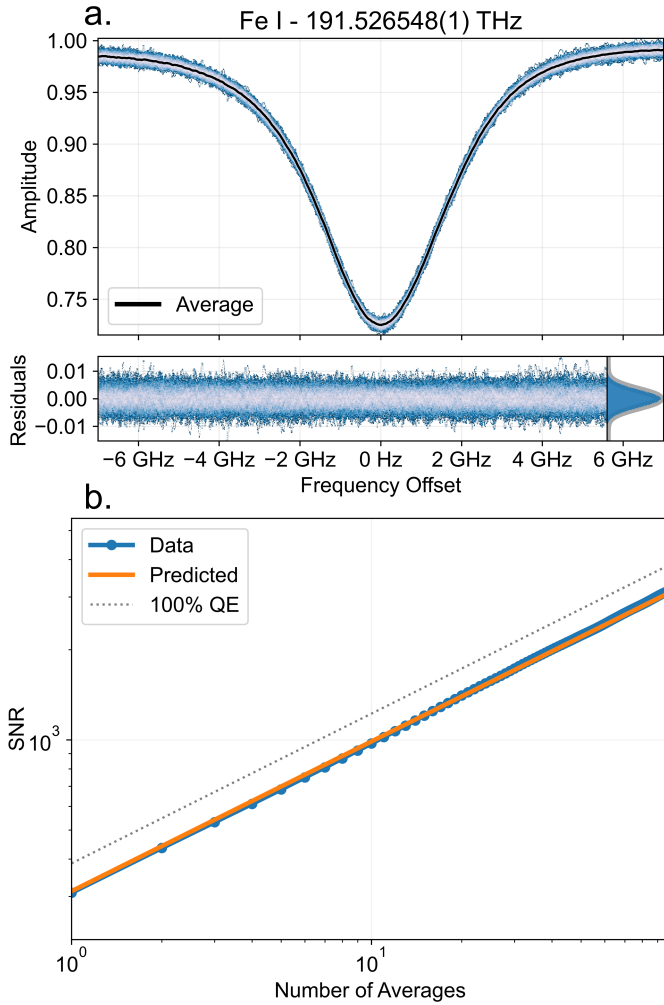 a.
Fe I - 191.526548(1) THz
1.00
0.95
0.90
0.85
0.80
0.75
Amplitude
Average
0.01
0.00
−0.01
Residuals
−6 GHz −4 GHz −2 GHz 0 Hz 2 GHz 4 GHz 6 GHz
Frequency Offset
b.
Data
Predicted
100% QE
SNR
10³
10⁰ 10¹
Number of Averages